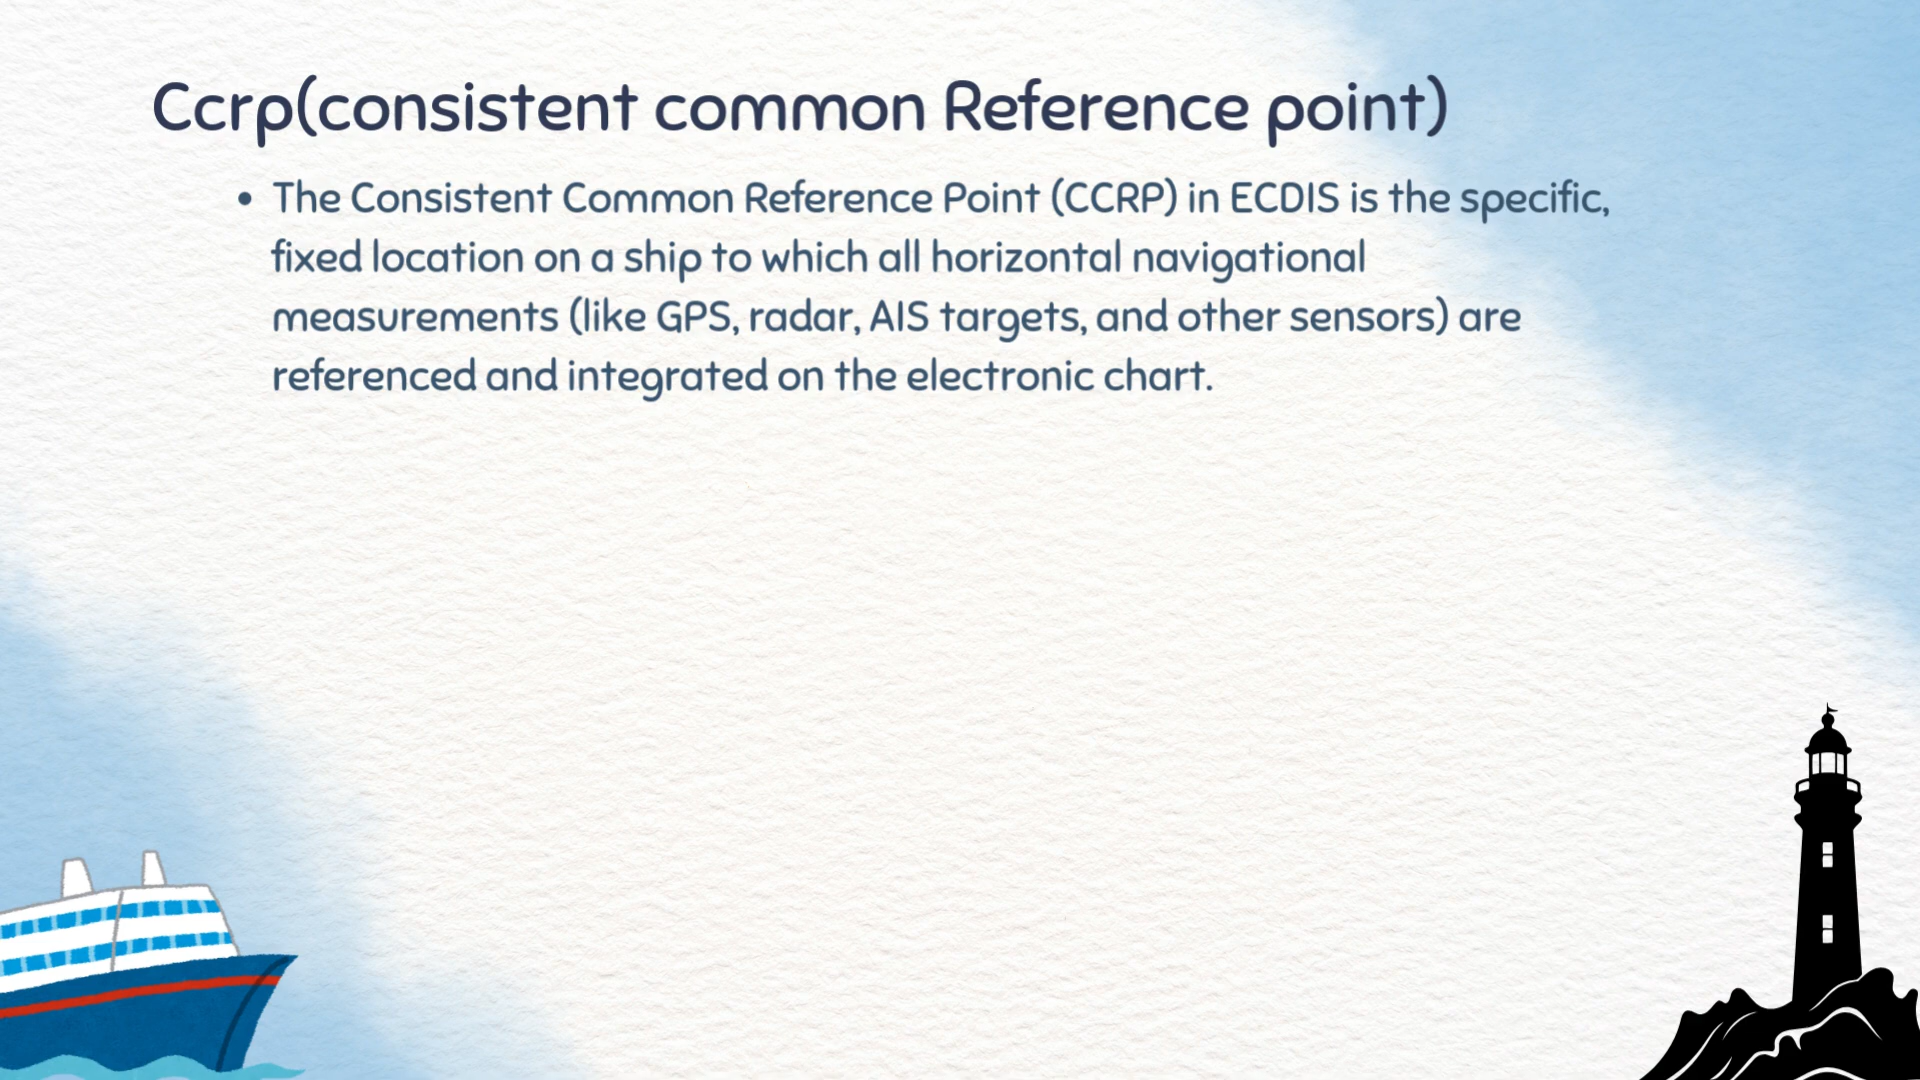 Ccrp(consistent common Reference point)
• The Consistent Common Reference Point (CCRP) in ECDIS is the specific,
fixed location on a ship to which all horizontal navigational
measurements (like GPS, radar, AIS targets, and other sensors) are
referenced and integrated on the electronic chart.